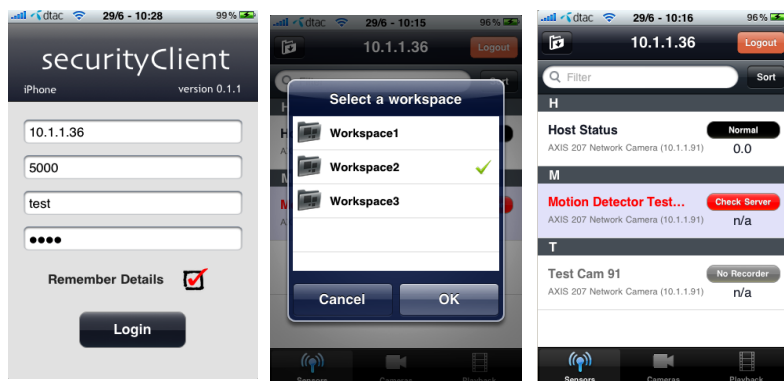 dtac 29/6 - 10:28 99%
securityClient
iPhone version 0.1.1
10.1.1.36
5000
test
••••
Remember Details
Login
dtac 29/6 - 10:15 96%
10.1.1.36 Logout
Select a workspace
Workspace1
Workspace2
Workspace3
Cancel OK
Sensors Cameras Playback
dtac 29/6 - 10:16 96%
10.1.1.36 Logout
Filter Sort
H
Host Status Normal
AXIS 207 Network Camera (10.1.1.91) 0.0
M
Motion Detector Test... Check Server
AXIS 207 Network Camera (10.1.1.91) n/a
T
Test Cam 91 No Recorder
AXIS 207 Network Camera (10.1.1.91) n/a
Sensors Cameras Playback